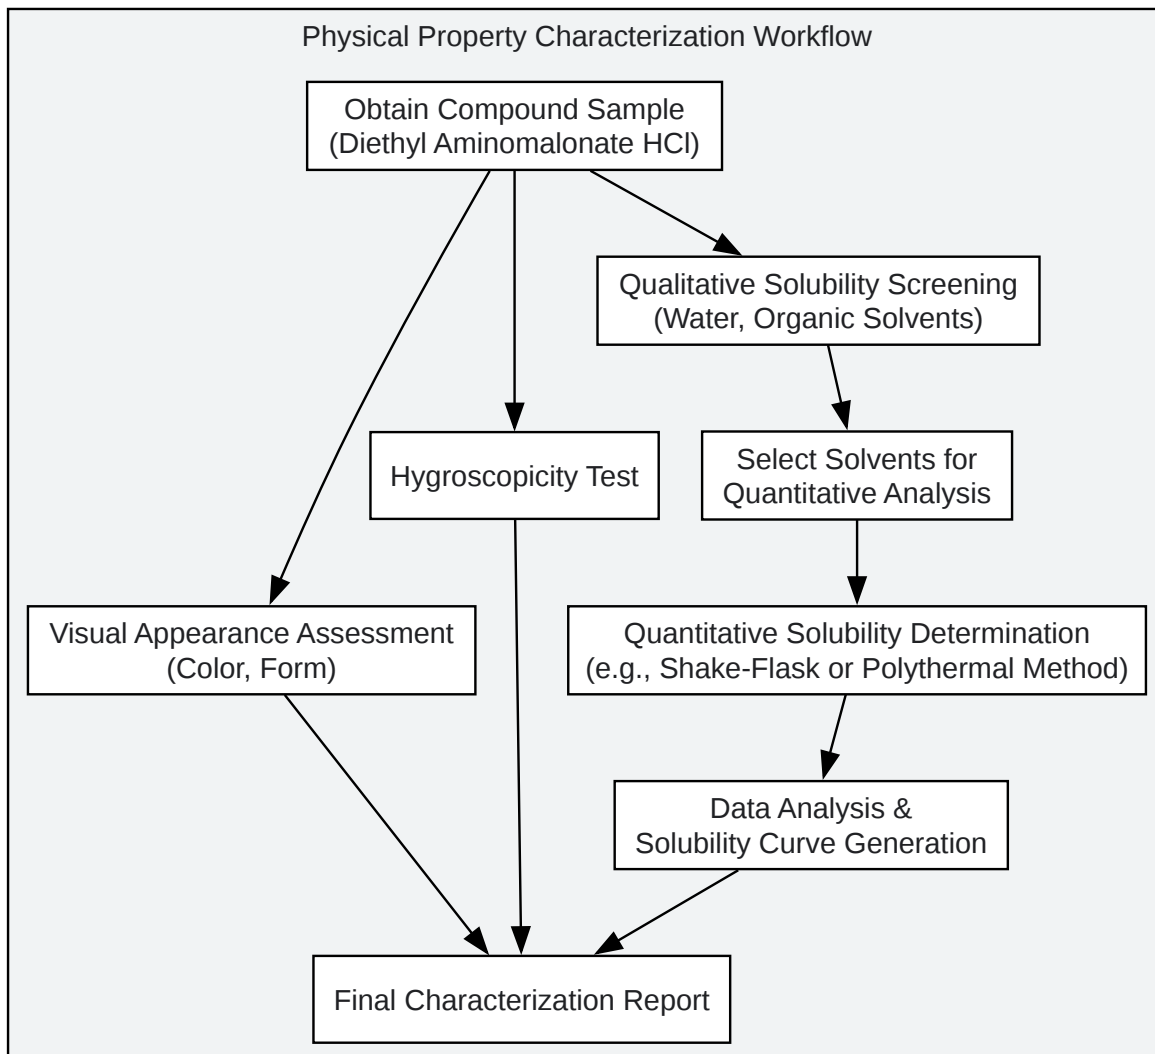 Physical Property Characterization Workflow
Obtain Compound Sample
(Diethyl Aminomalonate HCl)
Qualitative Solubility Screening
(Water, Organic Solvents)
Hygroscopicity Test
Select Solvents for
Quantitative Analysis
Visual Appearance Assessment
(Color, Form)
Quantitative Solubility Determination
(e.g., Shake-Flask or Polythermal Method)
Data Analysis &
Solubility Curve Generation
Final Characterization Report